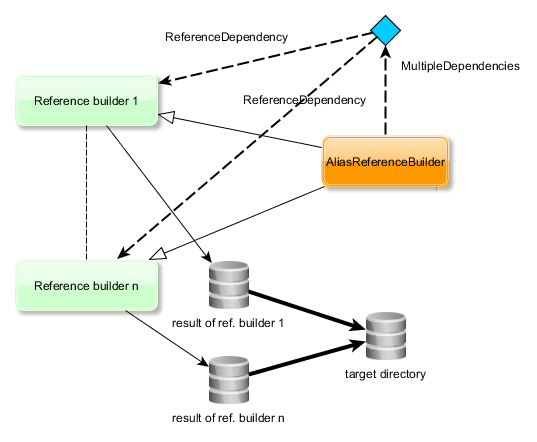 ReferenceDependency
MultipleDependencies
Reference builder 1
ReferenceDependency
AliasReferenceBuilder
Reference builder n
result of ref. builder 1
target directory
result of ref. builder n